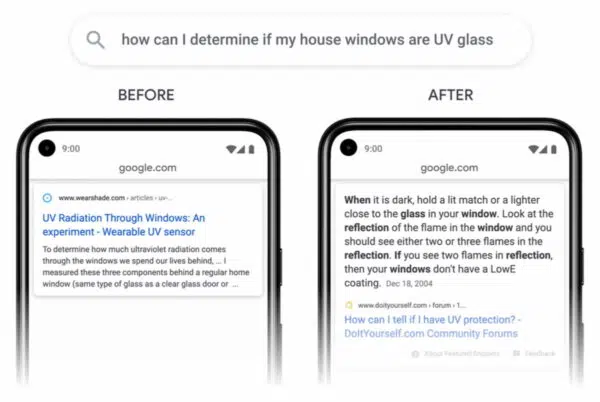 how can I determine if my house windows are UV glass
BEFORE
AFTER
9:00
google.com
www.wearshade.com › articles › uv-...
UV Radiation Through Windows: An
experiment - Wearable UV sensor
To determine how much ultraviolet radiation comes
through the windows we spend our lives behind, ... I
measured these three components behind a regular home
window (same type of glass as a clear glass door or ...
9:00
google.com
When it is dark, hold a lit match or a lighter
close to the glass in your window. Look at the
reflection of the flame in the window and you
should see either two or three flames in the
reflection. If you see two flames in reflection,
then your windows don't have a LowE
coating. Dec 18, 2004
www.doityourself.com › forum › 1...
How can I tell if I have UV protection? -
DoItYourself.com Community Forums
About Featured Snippets
Feedback